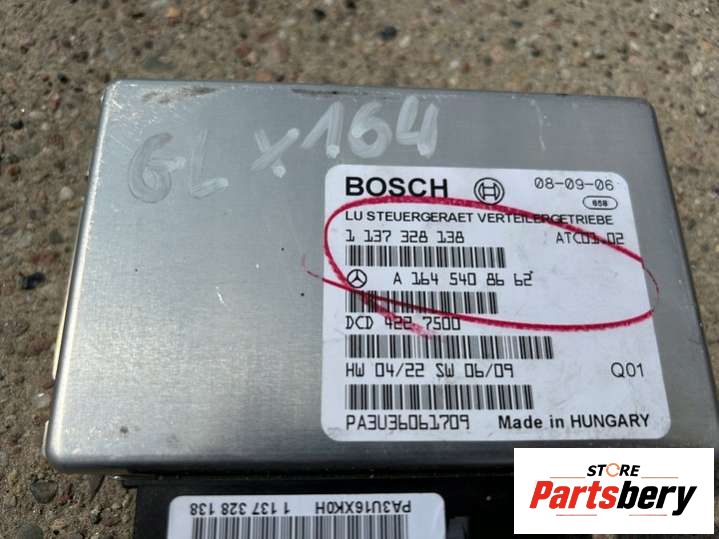 GL X164
BOSCH
08-09-06
658
LU STEUERGERAET VERTEILERGETRIEBE
1 137 328 138 ATC01.02
A 164 540 86 62
DCD 422 7500
HW 04/22 SW 06/09 Q01
PA3U36061709 Made in HUNGARY
PA3U16XK0H
1 137 328 138
STORE
Partsbery